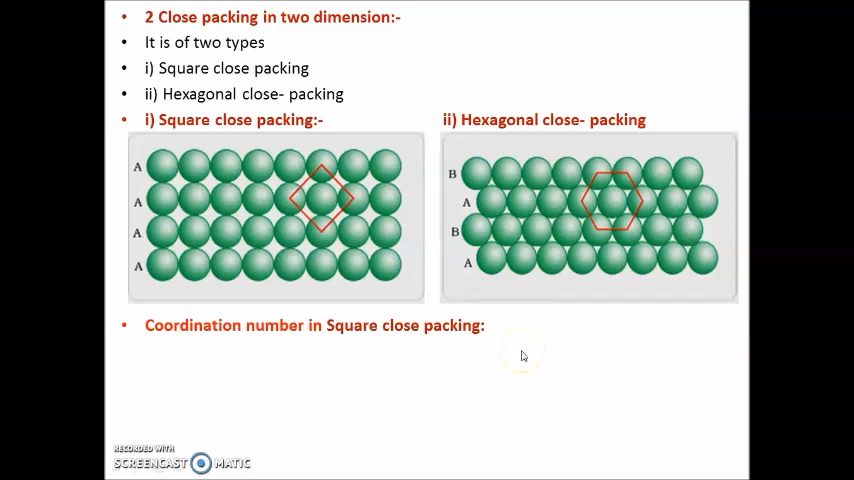 • 2 Close packing in two dimension:-
• It is of two types
• i) Square close packing
• ii) Hexagonal close- packing
• i) Square close packing:-
ii) Hexagonal close- packing
A
A
A
A
B
A
B
A
• Coordination number in Square close packing:
RECORDED WITH
SCREENCAST MATIC